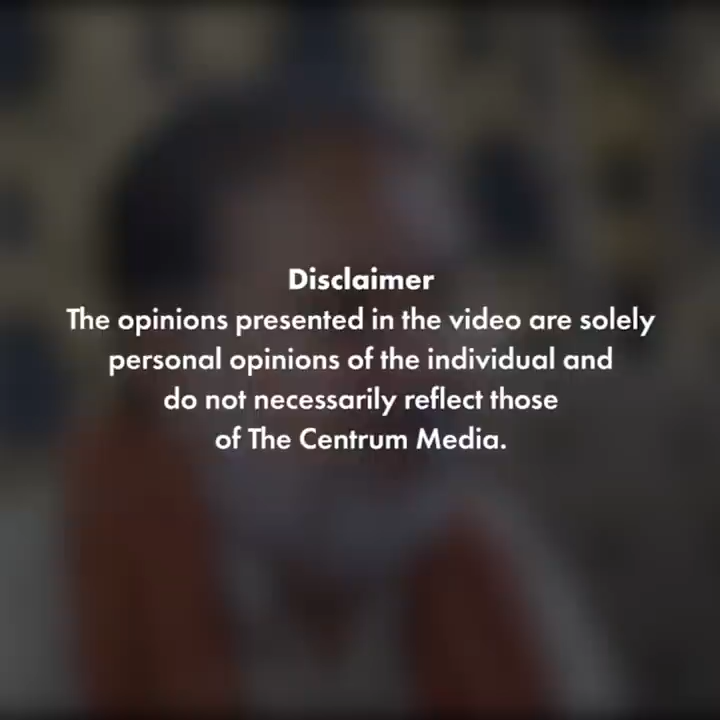 Disclaimer
The opinions presented in the video are solely
personal opinions of the individual and
do not necessarily reflect those
of The Centrum Media.